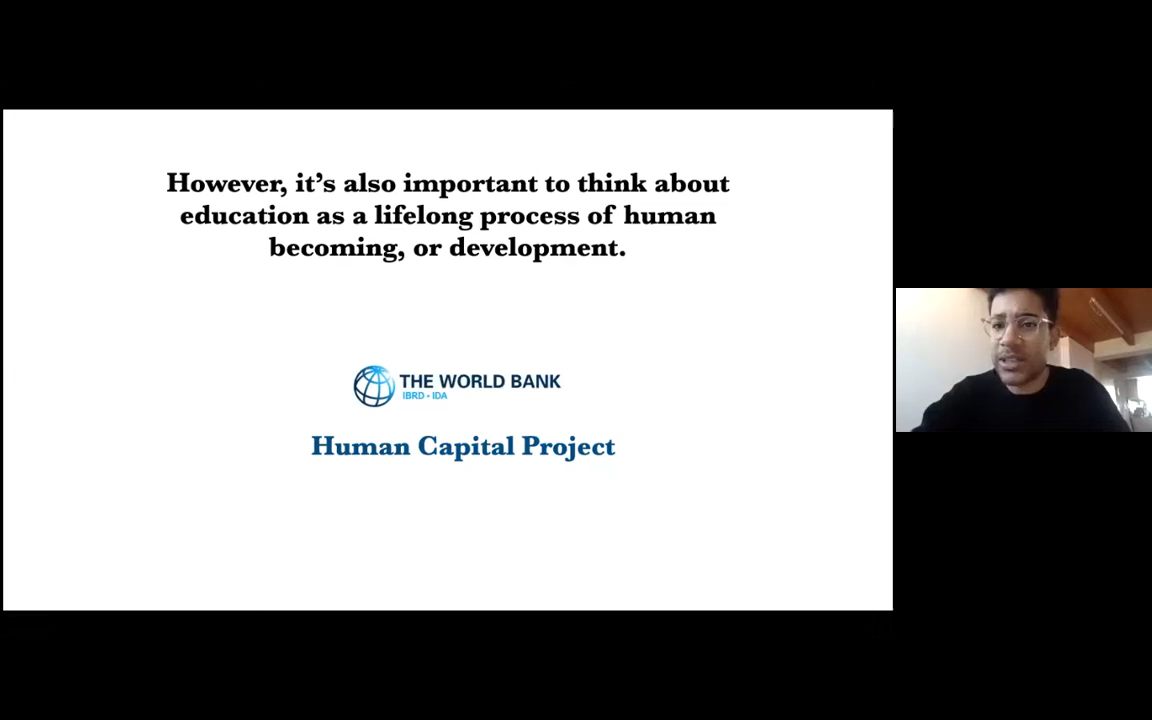 However, it's also important to think about
education as a lifelong process of human
becoming, or development.
THE WORLD BANK
IBRD • IDA
Human Capital Project